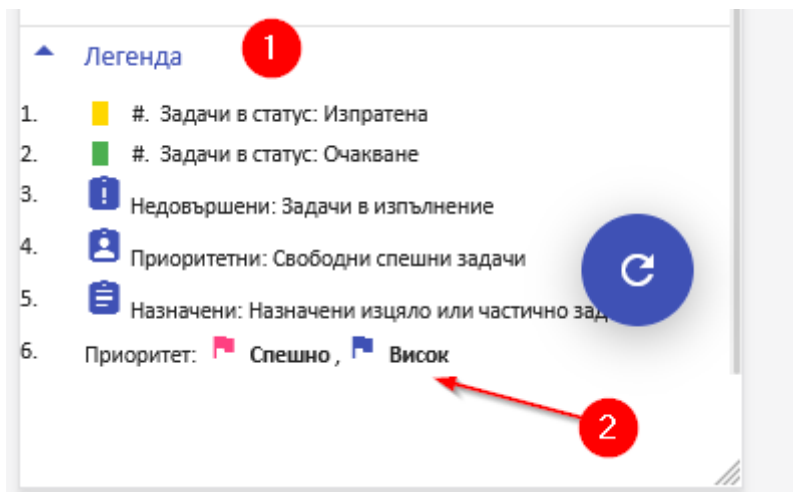 Легенда 1
1. #. Задачи в статус: Изпратена
2. #. Задачи в статус: Очакване
3. Недовършени: Задачи в изпълнение
4. Приоритетни: Свободни спешни задачи
5. Назначени: Назначени изцяло или частично
6. Приоритет: Спешно , Висок
2